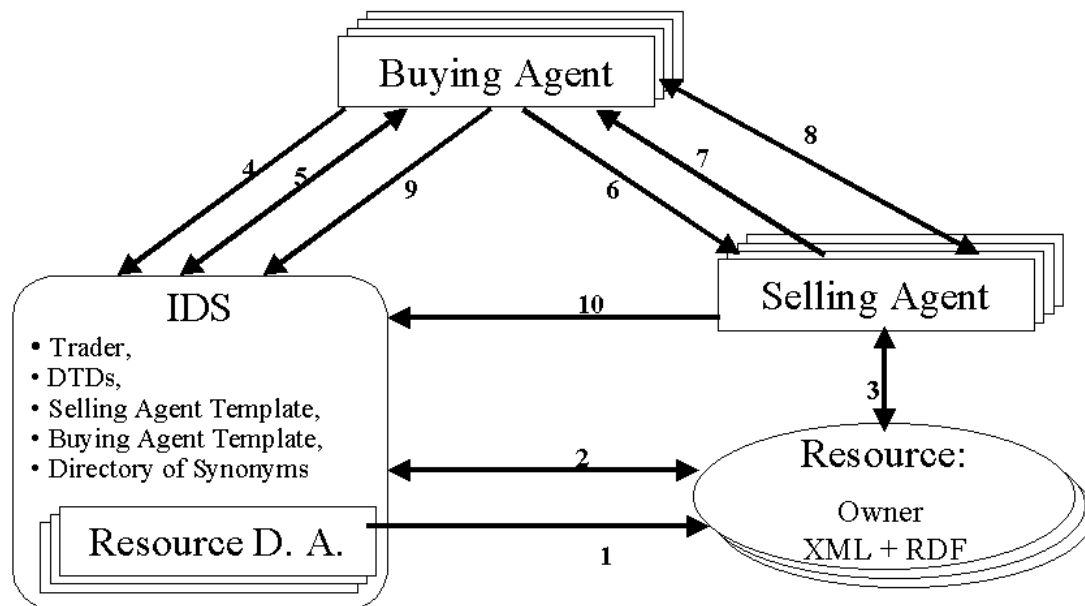 Buying Agent
4
5
9
6
7
8
IDS
• Trader,
• DTDs,
• Selling Agent Template,
• Buying Agent Template,
• Directory of Synonyms
Resource D. A.
10
Selling Agent
3
2
1
Resource:
Owner
XML + RDF